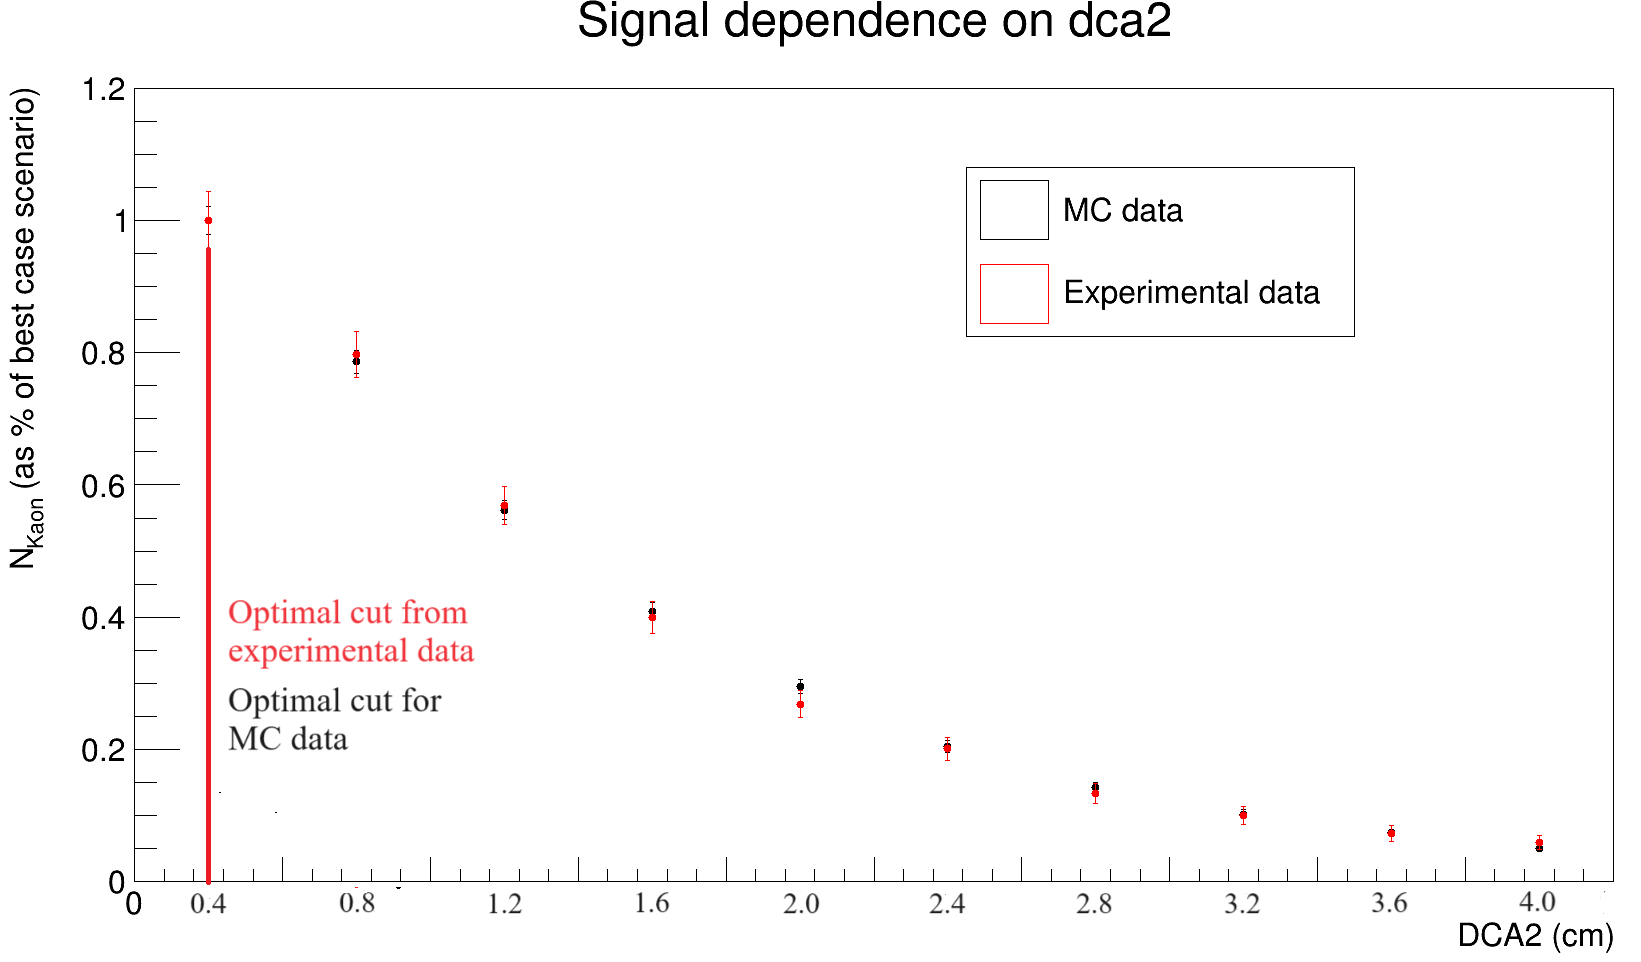 Signal dependence on dca2
N_Kaon (as % of best case scenario)
1.2
1
0.8
0.6
0.4
0.2
0
MC data
Experimental data
Optimal cut from
experimental data
Optimal cut for
MC data
0 0.4 0.8 1.2 1.6 2.0 2.4 2.8 3.2 3.6 4.0
DCA2 (cm)